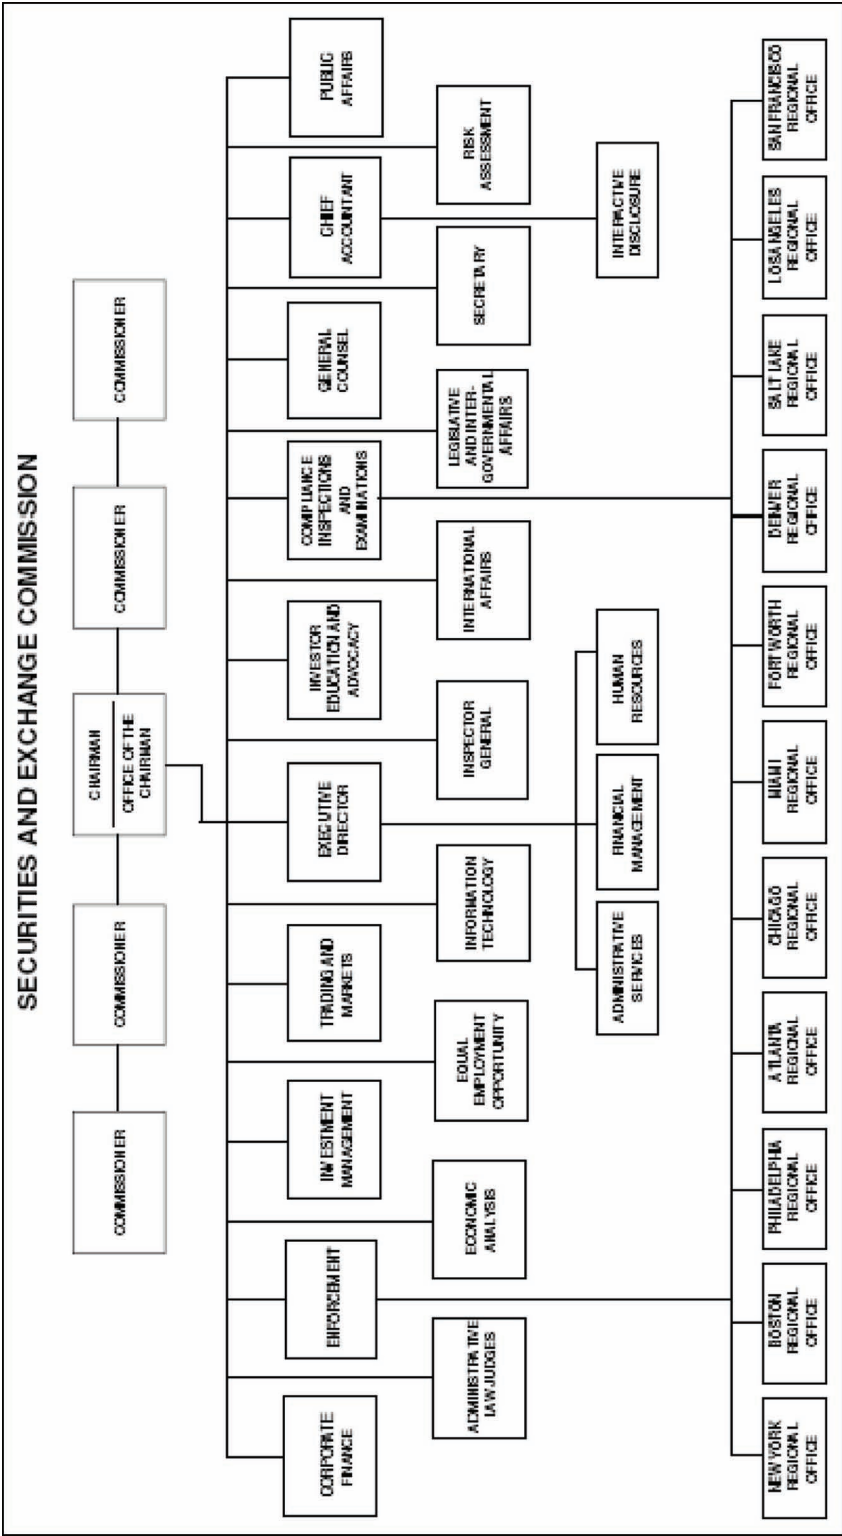 SECURITIES AND EXCHANGE COMMISSION
COMMISSIONER
COMMISSIONER
CHAIRMAN
OFFICE OF THE
CHAIRMAN
COMMISSIONER
COMMISSIONER
CORPORATE
FINANCE
ENFORCEMENT
INVESTMENT
MANAGEMENT
TRADING AND
MARKETS
EXECUTIVE
DIRECTOR
INVESTOR
EDUCATION AND
ADVOCACY
COMPLIANCE
INSPECTIONS
AND
EXAMINATIONS
GENERAL
COUNSEL
CHIEF
ACCOUNTANT
PUBLIC
AFFAIRS
ADMINISTRATIVE
LAW JUDGES
ECONOMIC
ANALYSIS
EQUAL
EMPLOYMENT
OPPORTUNITY
INFORMATION
TECHNOLOGY
INSPECTOR
GENERAL
INTERNATIONAL
AFFAIRS
LEGISLATIVE
AND INTER-
GOVERNMENTAL
AFFAIRS
SECRETARY
RISK
ASSESSMENT
ADMINISTRATIVE
SERVICES
FINANCIAL
MANAGEMENT
HUMAN
RESOURCES
INTERACTIVE
DISCLOSURE
NEW YORK
REGIONAL
OFFICE
BOSTON
REGIONAL
OFFICE
PHILADELPHIA
REGIONAL
OFFICE
ATLANTA
REGIONAL
OFFICE
CHICAGO
REGIONAL
OFFICE
MIAMI
REGIONAL
OFFICE
FORT WORTH
REGIONAL
OFFICE
DENVER
REGIONAL
OFFICE
SALT LAKE
REGIONAL
OFFICE
LOS ANGELES
REGIONAL
OFFICE
SAN FRANCISCO
REGIONAL
OFFICE